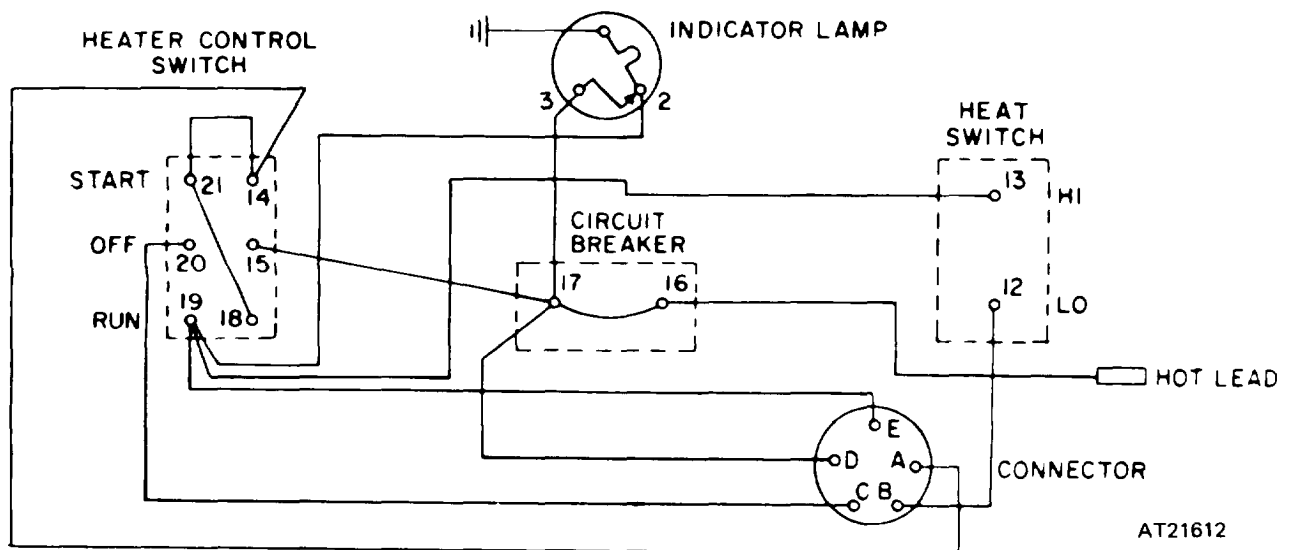 HEATER CONTROL
SWITCH
INDICATOR LAMP
3
2
HEAT
SWITCH
START
21
14
13
HI
OFF
20
15
CIRCUIT
BREAKER
17
16
12
LO
RUN
19
18
HOT LEAD
E
D
A
CONNECTOR
C
B
AT21612